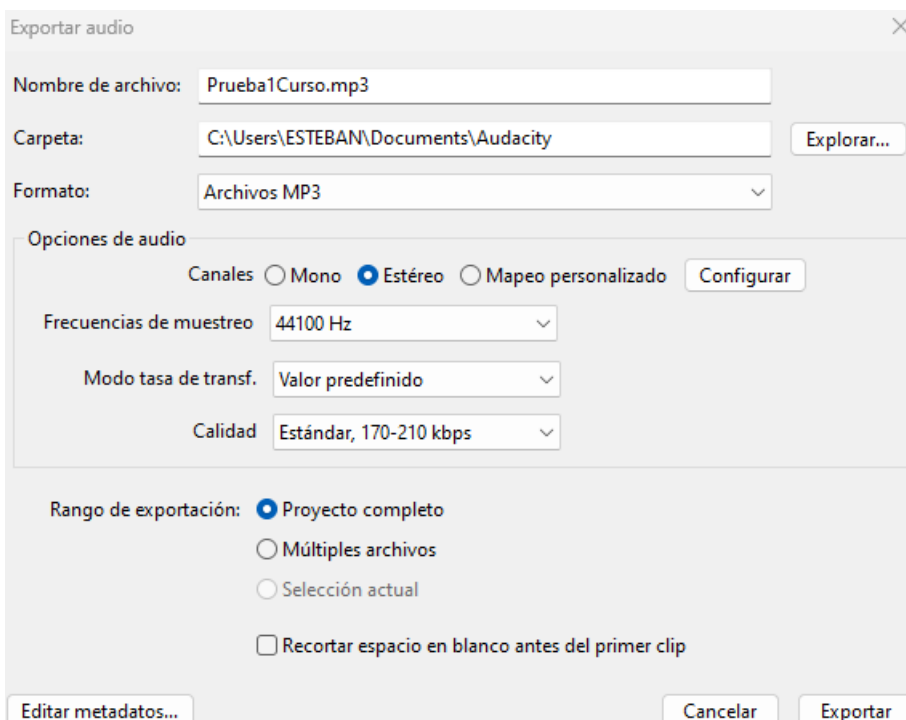 Exportar audio
Nombre de archivo: Prueba1Curso.mp3
Carpeta: C:\Users\ESTEBAN\Documents\Audacity Explorar...
Formato: Archivos MP3
Opciones de audio
Canales Mono Estéreo Mapeo personalizado Configurar
Frecuencias de muestreo 44100 Hz
Modo tasa de transf. Valor predefinido
Calidad Estándar, 170-210 kbps
Rango de exportación: Proyecto completo
Múltiples archivos
Selección actual
Recortar espacio en blanco antes del primer clip
Editar metadatos... Cancelar Exportar